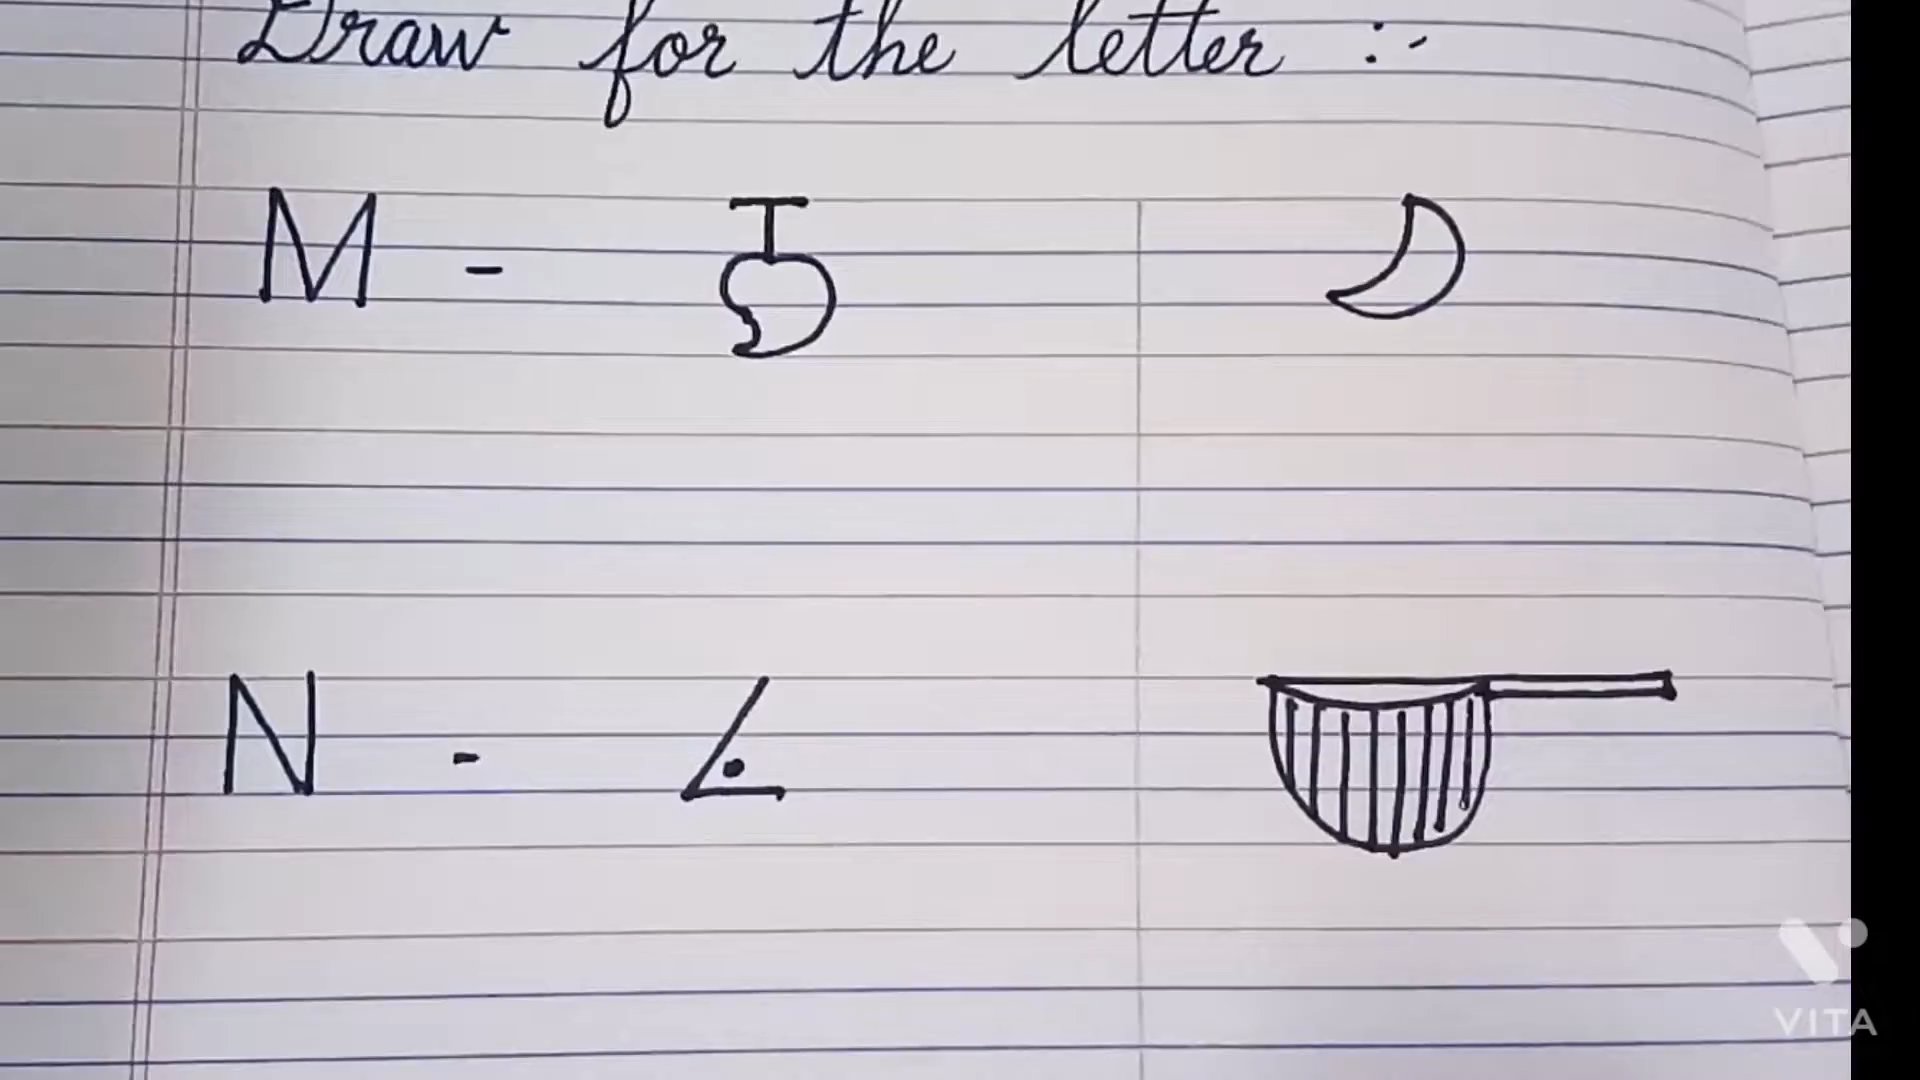 Draw for the letter :-
M -
N -
VITA